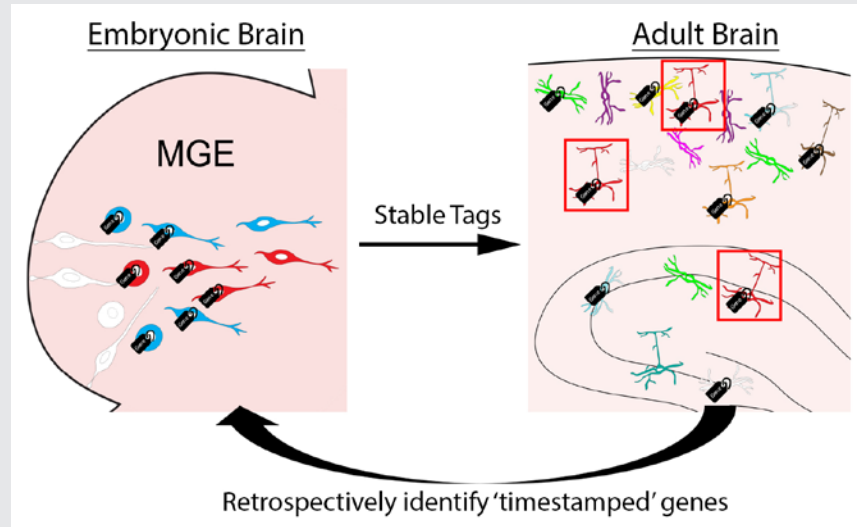 Embryonic Brain
Adult Brain
MGE
Stable Tags
Retrospectively identify 'timestamped' genes